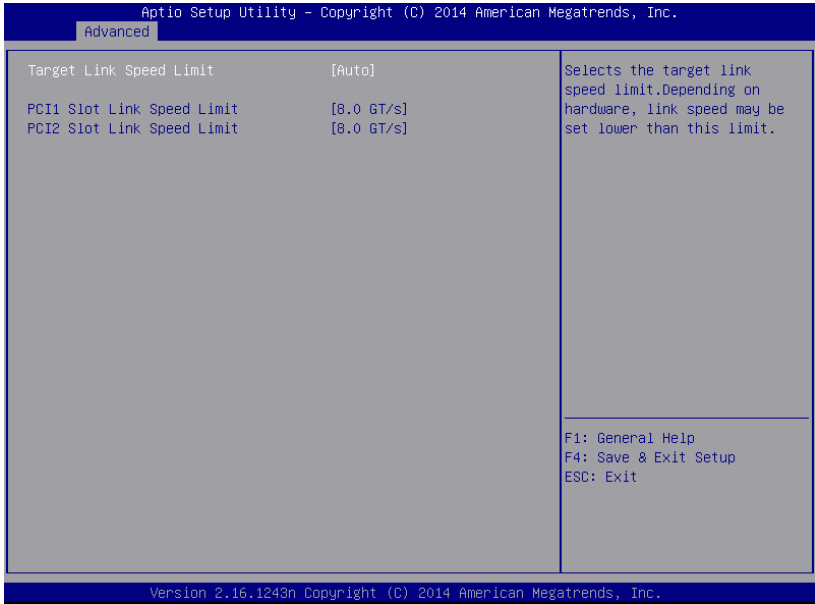 Aptio Setup Utility – Copyright (C) 2014 American Megatrends, Inc.
Advanced
Target Link Speed Limit [Auto]
PCI1 Slot Link Speed Limit [8.0 GT/s]
PCI2 Slot Link Speed Limit [8.0 GT/s]
Selects the target link
speed limit.Depending on
hardware, link speed may be
set lower than this limit.
F1: General Help
F4: Save & Exit Setup
ESC: Exit
Version 2.16.1243n Copyright (C) 2014 American Megatrends, Inc.